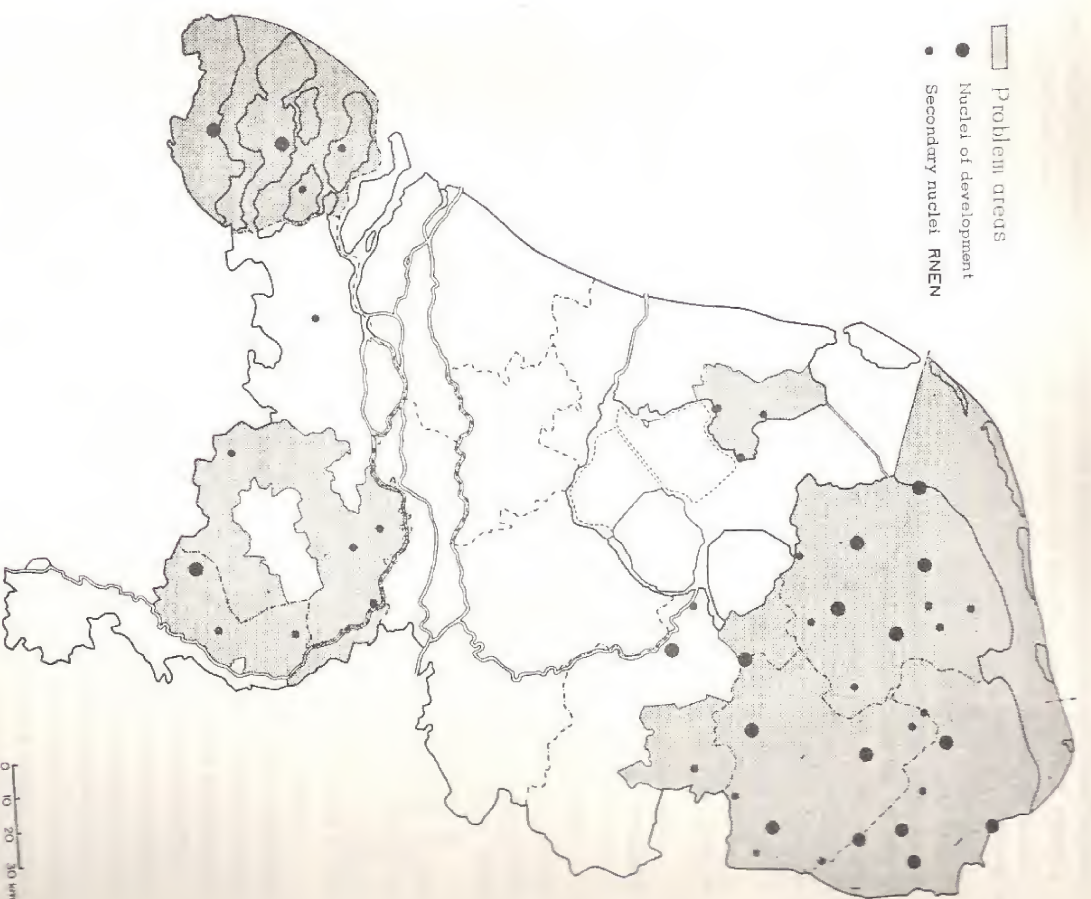 Problem areas
Nuclei of development
Secondary nuclei RNEN
0 10 20 30 km